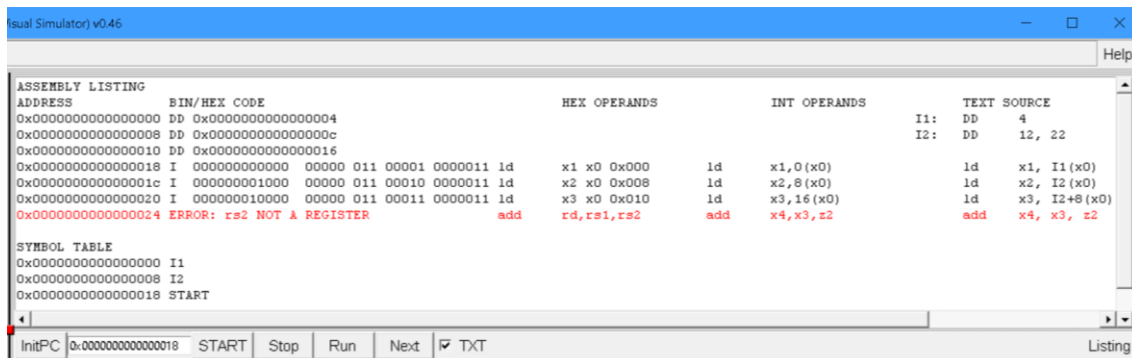 isual Simulator) v0.46
Help
ASSEMBLY LISTING
ADDRESS BIN/HEX CODE HEX OPERANDS INT OPERANDS TEXT SOURCE
0x0000000000000000 DD 0x0000000000000004 I1: DD 4
0x0000000000000008 DD 0x000000000000000c I2: DD 12, 22
0x0000000000000010 DD 0x0000000000000016
0x0000000000000018 I 000000000000 00000 011 00001 0000011 ld x1 x0 0x000 ld x1,0(x0) ld x1, I1(x0)
0x000000000000001c I 000000001000 00000 011 00010 0000011 ld x2 x0 0x008 ld x2,8(x0) ld x2, I2(x0)
0x0000000000000020 I 000000010000 00000 011 00011 0000011 ld x3 x0 0x010 ld x3,16(x0) ld x3, I2+8(x0)
0x0000000000000024 ERROR: rs2 NOT A REGISTER add rd,rs1,rs2 add x4,x3,z2 add x4, x3, z2
SYMBOL TABLE
0x0000000000000000 I1
0x0000000000000008 I2
0x0000000000000018 START
InitPC 0x0000000000000018 START Stop Run Next TXT Listing